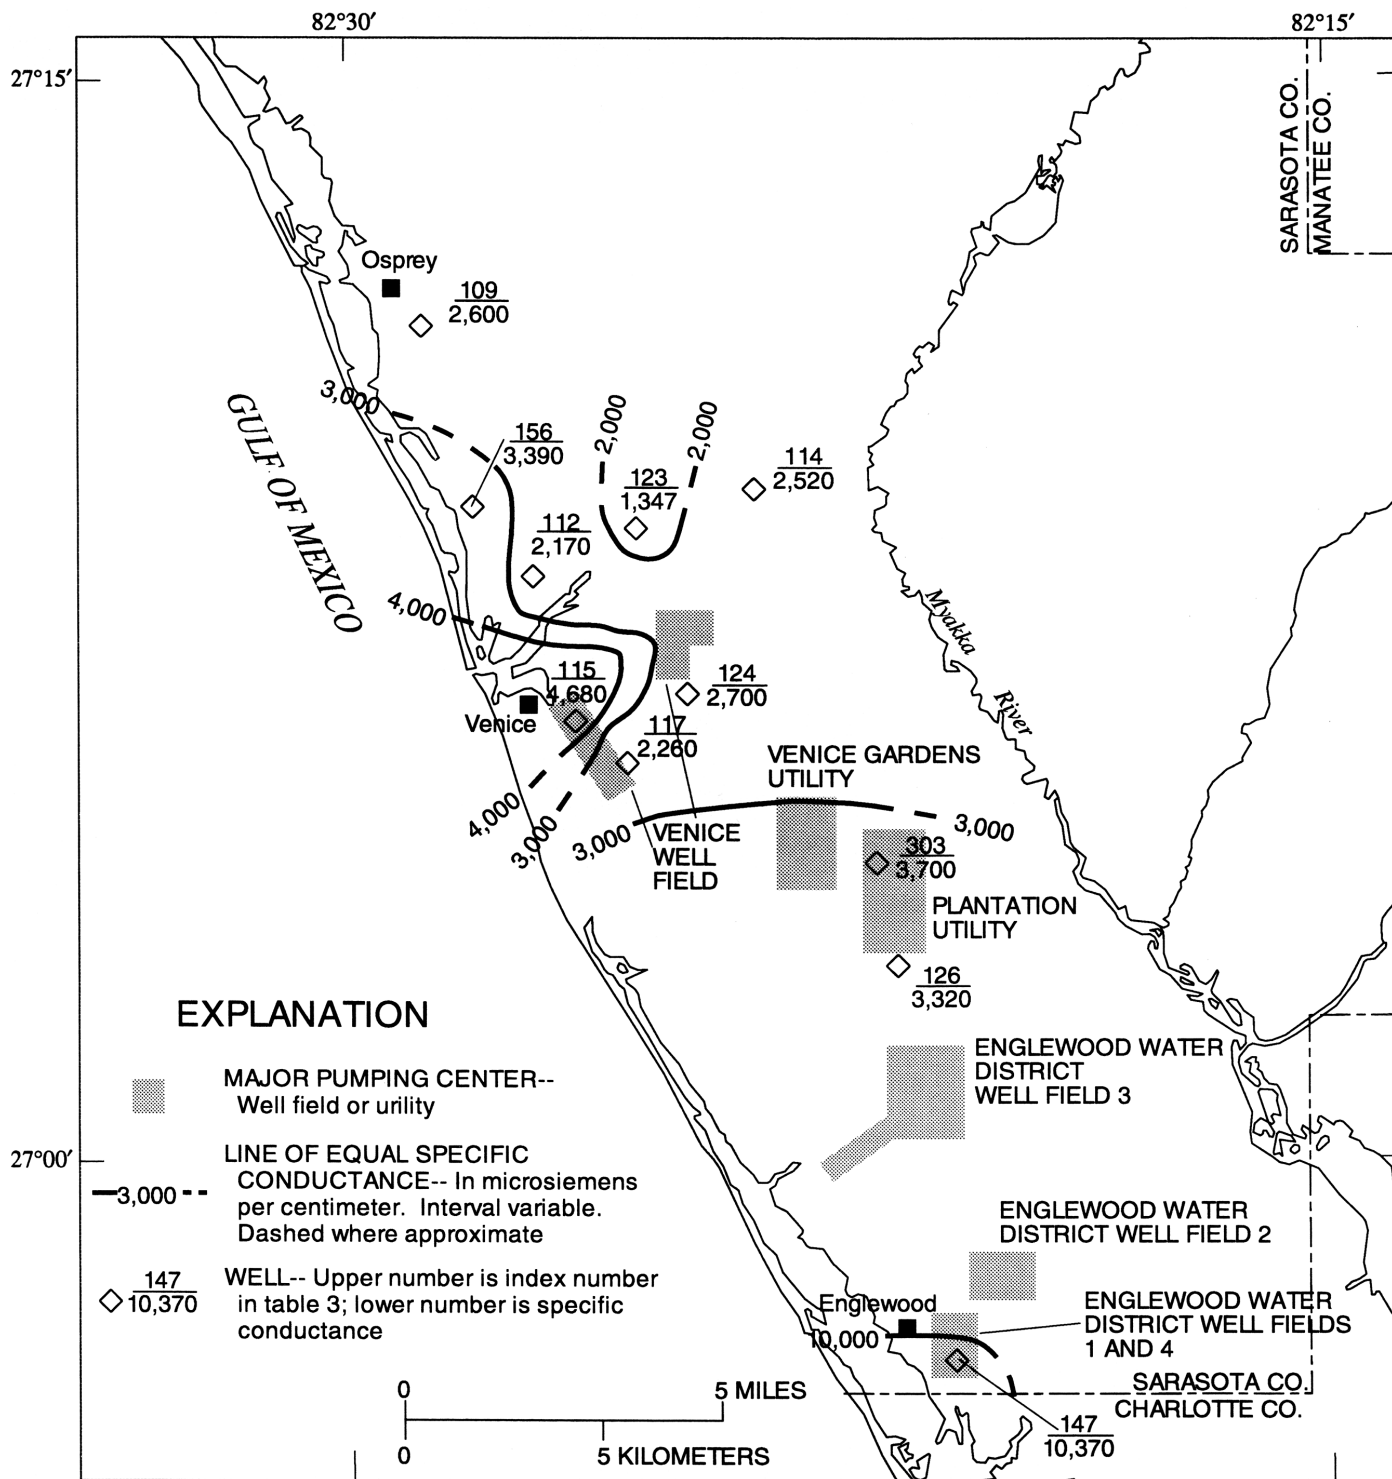 82°30′
82°15′
27°15′
SARASOTA CO.
MANATEE CO.
Osprey
109
2,600
3,000
GULF OF MEXICO
156
3,390
2,000
2,000
123
1,347
114
2,520
112
2,170
4,000
Myakka
River
115
4,680
124
2,700
Venice
117
2,260
VENICE GARDENS
UTILITY
4,000
3,000
3,000
VENICE
WELL
FIELD
3,000
303
3,700
PLANTATION
UTILITY
126
3,320
EXPLANATION
MAJOR PUMPING CENTER--
Well field or urility
LINE OF EQUAL SPECIFIC
CONDUCTANCE-- In microsiemens
per centimeter. Interval variable.
Dashed where approximate
3,000
WELL-- Upper number is index number
in table 3; lower number is specific
conductance
147
10,370
27°00′
ENGLEWOOD WATER
DISTRICT
WELL FIELD 3
ENGLEWOOD WATER
DISTRICT WELL FIELD 2
Englewood
10,000
ENGLEWOOD WATER
DISTRICT WELL FIELDS
1 AND 4
SARASOTA CO.
CHARLOTTE CO.
147
10,370
0
5 MILES
0
5 KILOMETERS